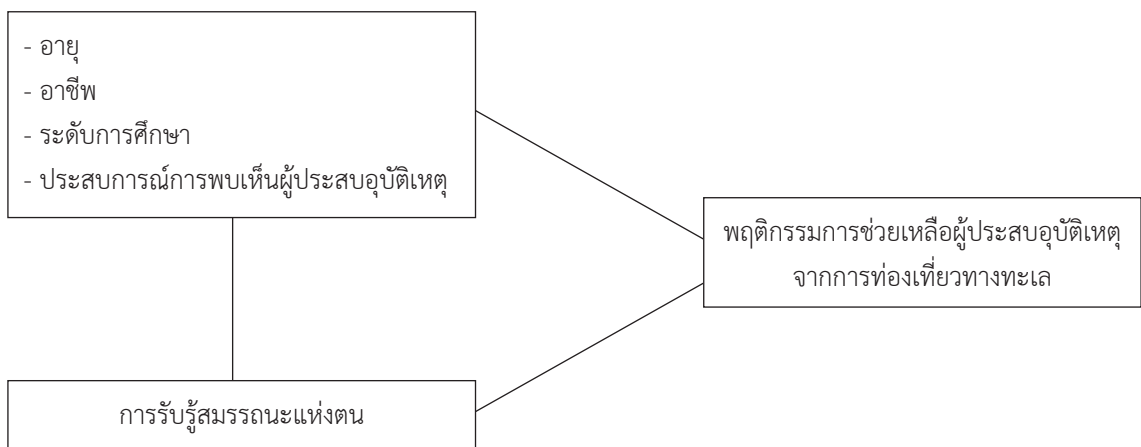 - อายุ
- อาชีพ
- ระดับการศึกษา
- ประสบการณ์การพบเห็นผู้ประสบอุบัติเหตุ
พฤติกรรมการช่วยเหลือผู้ประสบอุบัติเหตุ
จากการท่องเที่ยวทางทะเล
การรับรู้สมรรถนะแห่งตน